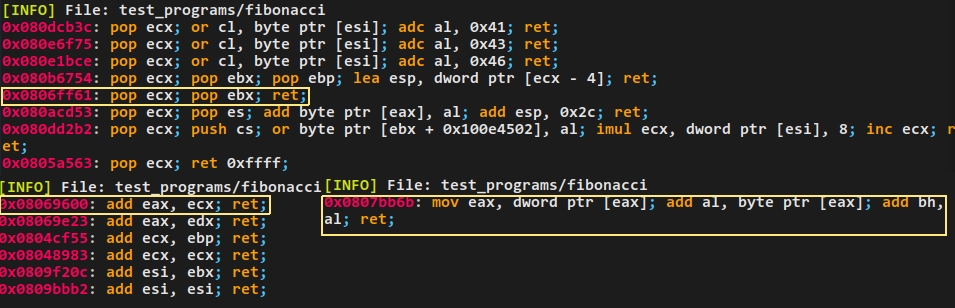 [INFO] File: test_programs/fibonacci
0x080dcb3c: pop ecx; or cl, byte ptr [esi]; adc al, 0x41; ret;
0x080e6f75: pop ecx; or cl, byte ptr [esi]; adc al, 0x43; ret;
0x080e1bce: pop ecx; or cl, byte ptr [esi]; adc al, 0x46; ret;
0x080b6754: pop ecx; pop ebx; pop ebp; lea esp, dword ptr [ecx - 4]; ret;
0x0806ff61: pop ecx; pop ebx; ret;
0x080acd53: pop ecx; pop es; add byte ptr [eax], al; add esp, 0x2c; ret;
0x080dd2b2: pop ecx; push cs; or byte ptr [ebx + 0x100e4502], al; imul ecx, dword ptr [esi], 8; inc ecx; r
et;
0x0805a563: pop ecx; ret 0xffff;
[INFO] File: test_programs/fibonacci
0x08069600: add eax, ecx; ret;
0x08069e23: add eax, edx; ret;
0x0804cf55: add ecx, ebp; ret;
0x08048983: add ecx, ecx; ret;
0x0809f20c: add esi, ebx; ret;
0x0809bbb2: add esi, esi; ret;
[INFO] File: test_programs/fibonacci
0x0807bb6b: mov eax, dword ptr [eax]; add al, byte ptr [eax]; add bh,
al; ret;